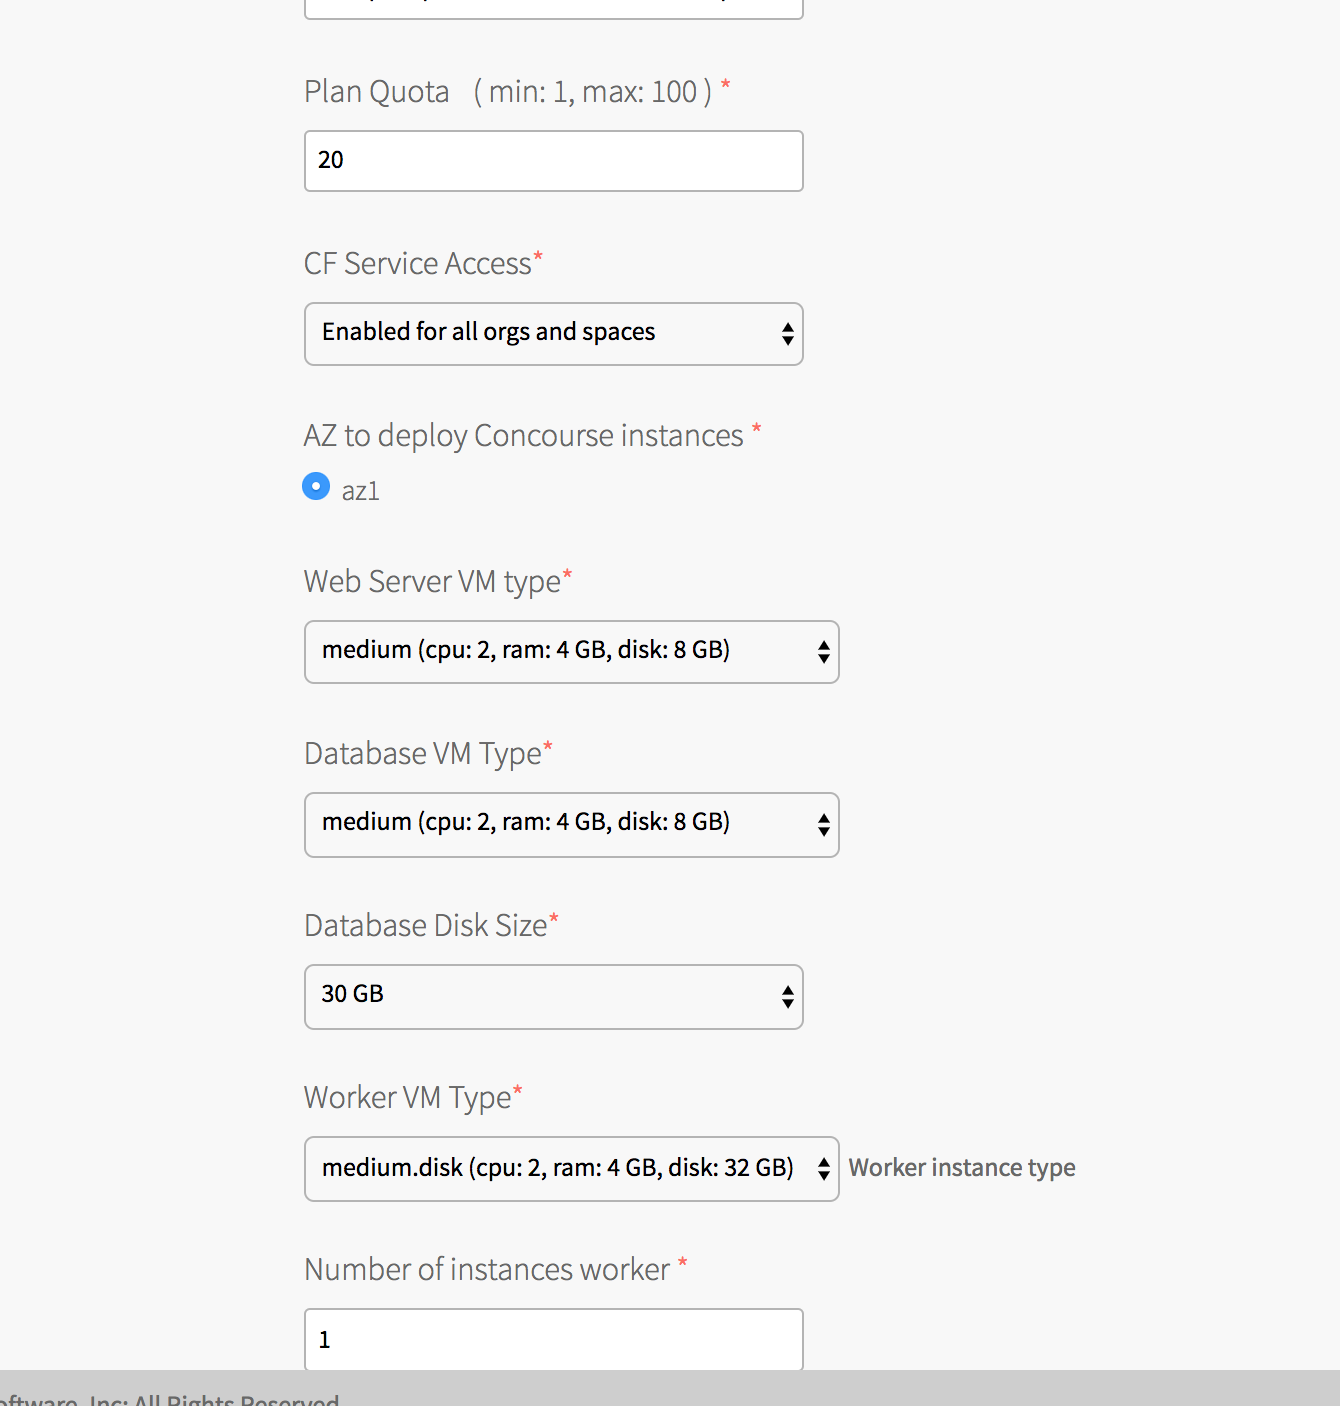 Plan Quota ( min: 1, max: 100 ) *
20
CF Service Access*
Enabled for all orgs and spaces
AZ to deploy Concourse instances *
az1
Web Server VM type*
medium (cpu: 2, ram: 4 GB, disk: 8 GB)
Database VM Type*
medium (cpu: 2, ram: 4 GB, disk: 8 GB)
Database Disk Size*
30 GB
Worker VM Type*
medium.disk (cpu: 2, ram: 4 GB, disk: 32 GB) Worker instance type
Number of instances worker *
1
oftware, Inc; All Rights Reserved